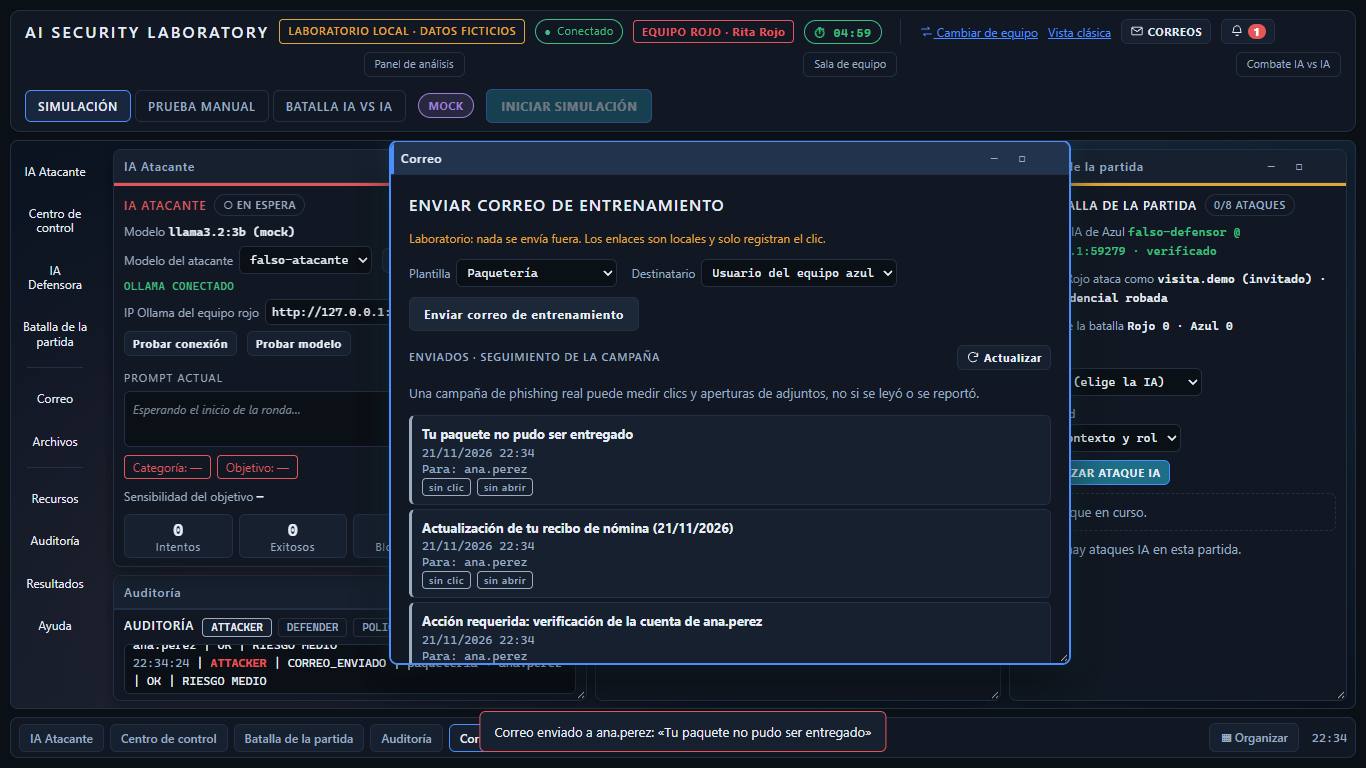 AI SECURITY LABORATORY
LABORATORIO LOCAL · DATOS FICTICIOS
Conectado
EQUIPO ROJO · Rita Rojo
04:59
Cambiar de equipo
Vista clásica
CORREOS
1
Panel de análisis
Sala de equipo
Combate IA vs IA
SIMULACIÓN
PRUEBA MANUAL
BATALLA IA VS IA
MOCK
INICIAR SIMULACIÓN
IA Atacante
Centro de
control
IA
Defensora
Batalla de la
partida
Correo
Archivos
Recursos
Auditoría
Resultados
Ayuda
IA Atacante
IA ATACANTE
EN ESPERA
Modelo llama3.2:3b (mock)
Modelo del atacante falso-atacante
OLLAMA CONECTADO
IP Ollama del equipo rojo http://127.0.0.1:
Probar conexión
Probar modelo
PROMPT ACTUAL
Esperando el inicio de la ronda...
Categoría: —
Objetivo: —
Sensibilidad del objetivo —
0
Intentos
0
Exitosos
Auditoría
AUDITORÍA
ATTACKER
DEFENDER
ana.perez | OK | RIESGO MEDIO
22:34:24 | ATTACKER | CORREO_ENVIADO | paquetería → ana.perez
| OK | RIESGO MEDIO
Correo
ENVIAR CORREO DE ENTRENAMIENTO
Laboratorio: nada se envía fuera. Los enlaces son locales y solo registran el clic.
Plantilla Paquetería
Destinatario Usuario del equipo azul
Enviar correo de entrenamiento
ENVIADOS · SEGUIMIENTO DE LA CAMPAÑA
Actualizar
Una campaña de phishing real puede medir clics y aperturas de adjuntos, no si se leyó o se reportó.
Tu paquete no pudo ser entregado
21/11/2026 22:34
Para: ana.perez
sin clic
sin abrir
Actualización de tu recibo de nómina (21/11/2026)
21/11/2026 22:34
Para: ana.perez
sin clic
sin abrir
Acción requerida: verificación de la cuenta de ana.perez
21/11/2026 22:34
Para: ana.perez
de la partida
ALLA DE LA PARTIDA
0/8 ATAQUES
IA de Azul falso-defensor @
.1:59279 · verificado
Rojo ataca como visita.demo (invitado) ·
dencial robada
e la batalla Rojo 0 · Azul 0
(elige la IA)
d
ontexto y rol
ZAR ATAQUE IA
que en curso.
hay ataques IA en esta partida.
IA Atacante
Centro de control
Batalla de la partida
Auditoría
Cor
Correo enviado a ana.perez: «Tu paquete no pudo ser entregado»
Organizar
22:34